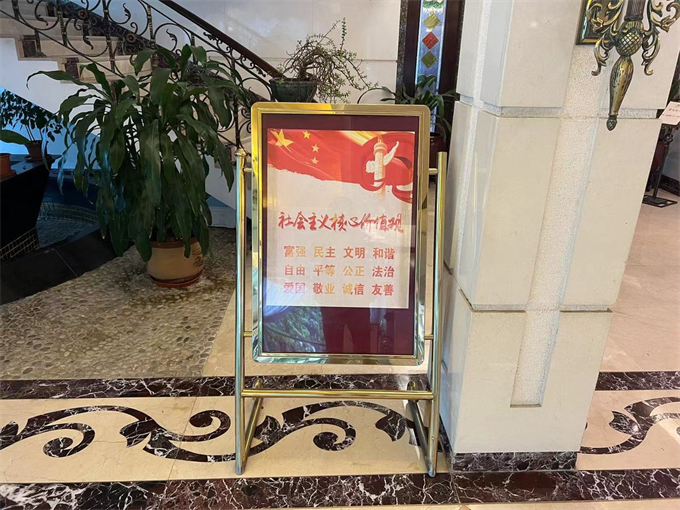 社会主义核心价值观
富强 民主 文明 和谐
自由 平等 公正 法治
爱国 敬业 诚信 友善